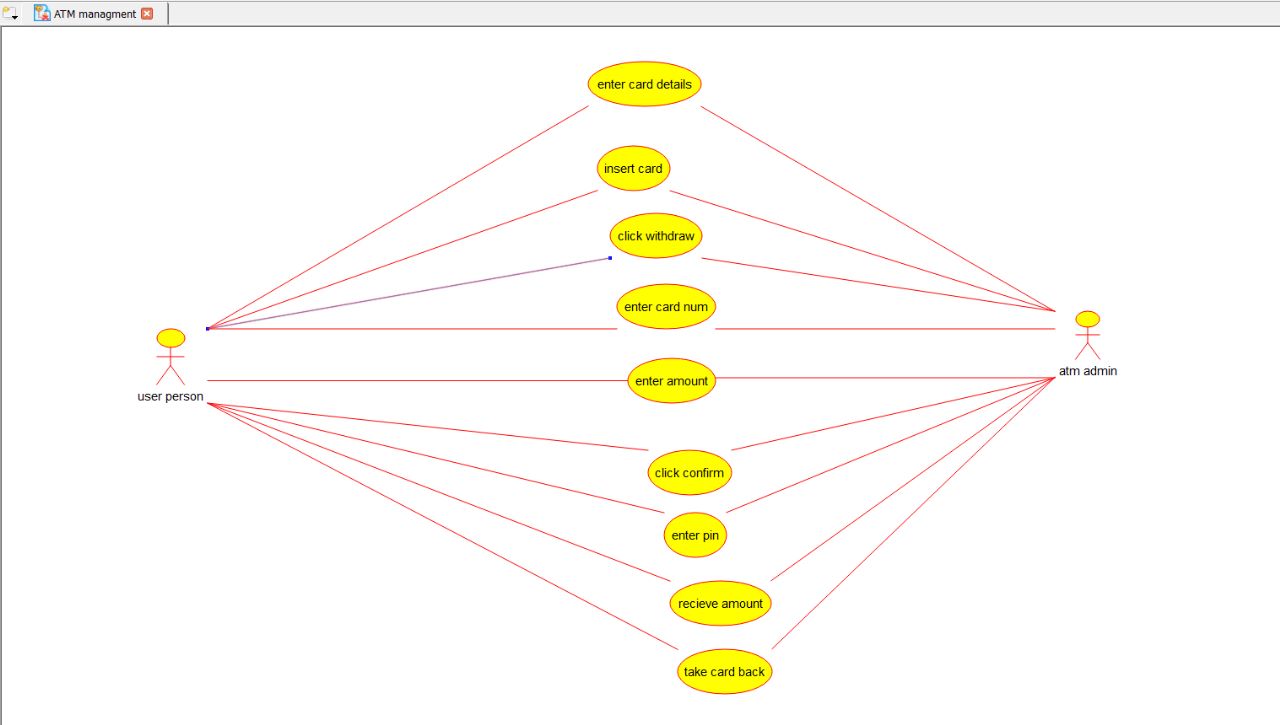 ATM managment
enter card details
insert card
click withdraw
enter card num
enter amount
user person
atm admin
click confirm
enter pin
recieve amount
take card back